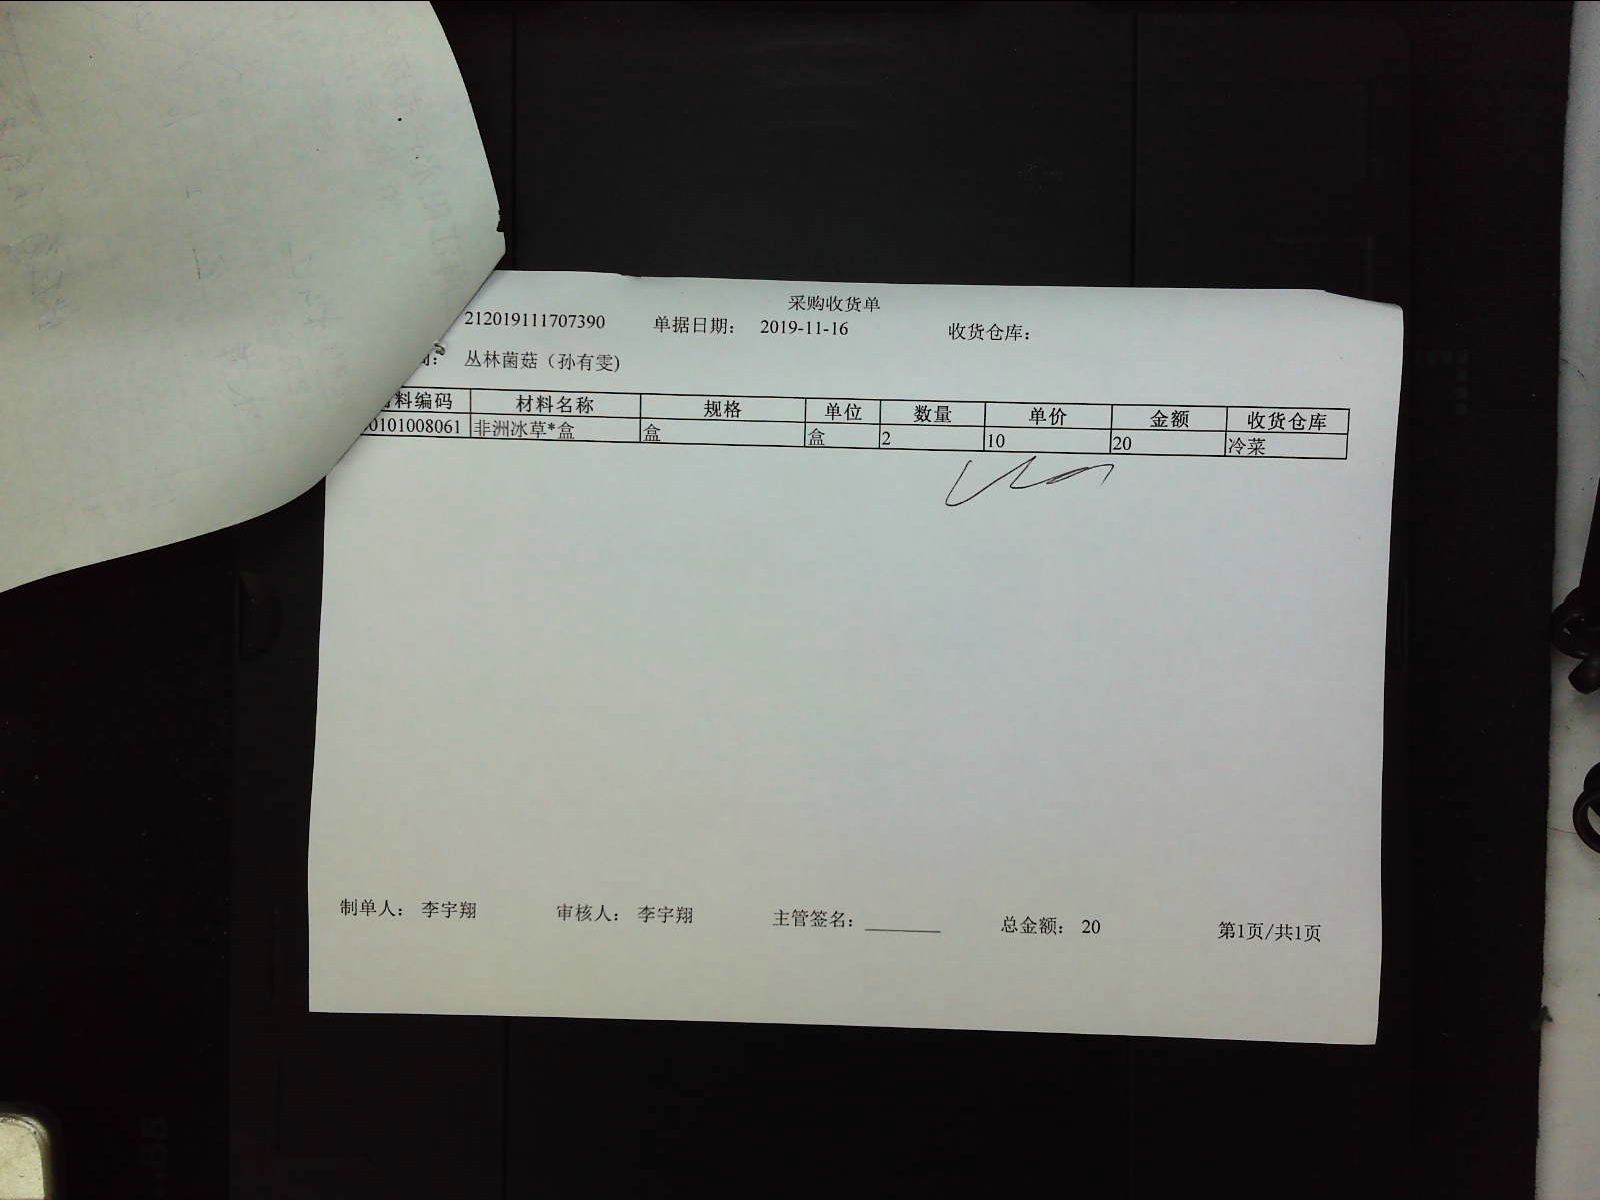 采购收货单
212019111707390 单据日期: 2019-11-16 收货仓库:
丛林菌菇（孙有雯)
料编码 材料名称 规格 单位 数量 单价 金额 收货仓库
0101008061 非洲冰草*盒 盒 盒 2 10 20 冷菜
制单人: 李宇翔 审核人: 李宇翔 主管签名: 总金额: 20 第1页/共1页